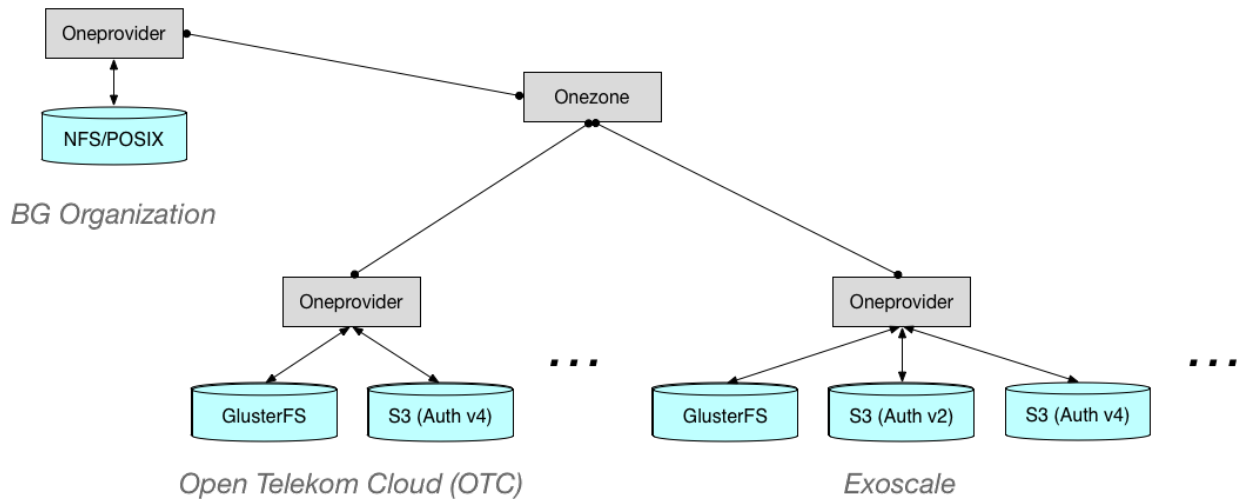 Oneprovider
Onezone
NFS/POSIX
BG Organization
Oneprovider
Oneprovider
...
...
GlusterFS
S3 (Auth v4)
GlusterFS
S3 (Auth v2)
S3 (Auth v4)
Open Telekom Cloud (OTC)
Exoscale